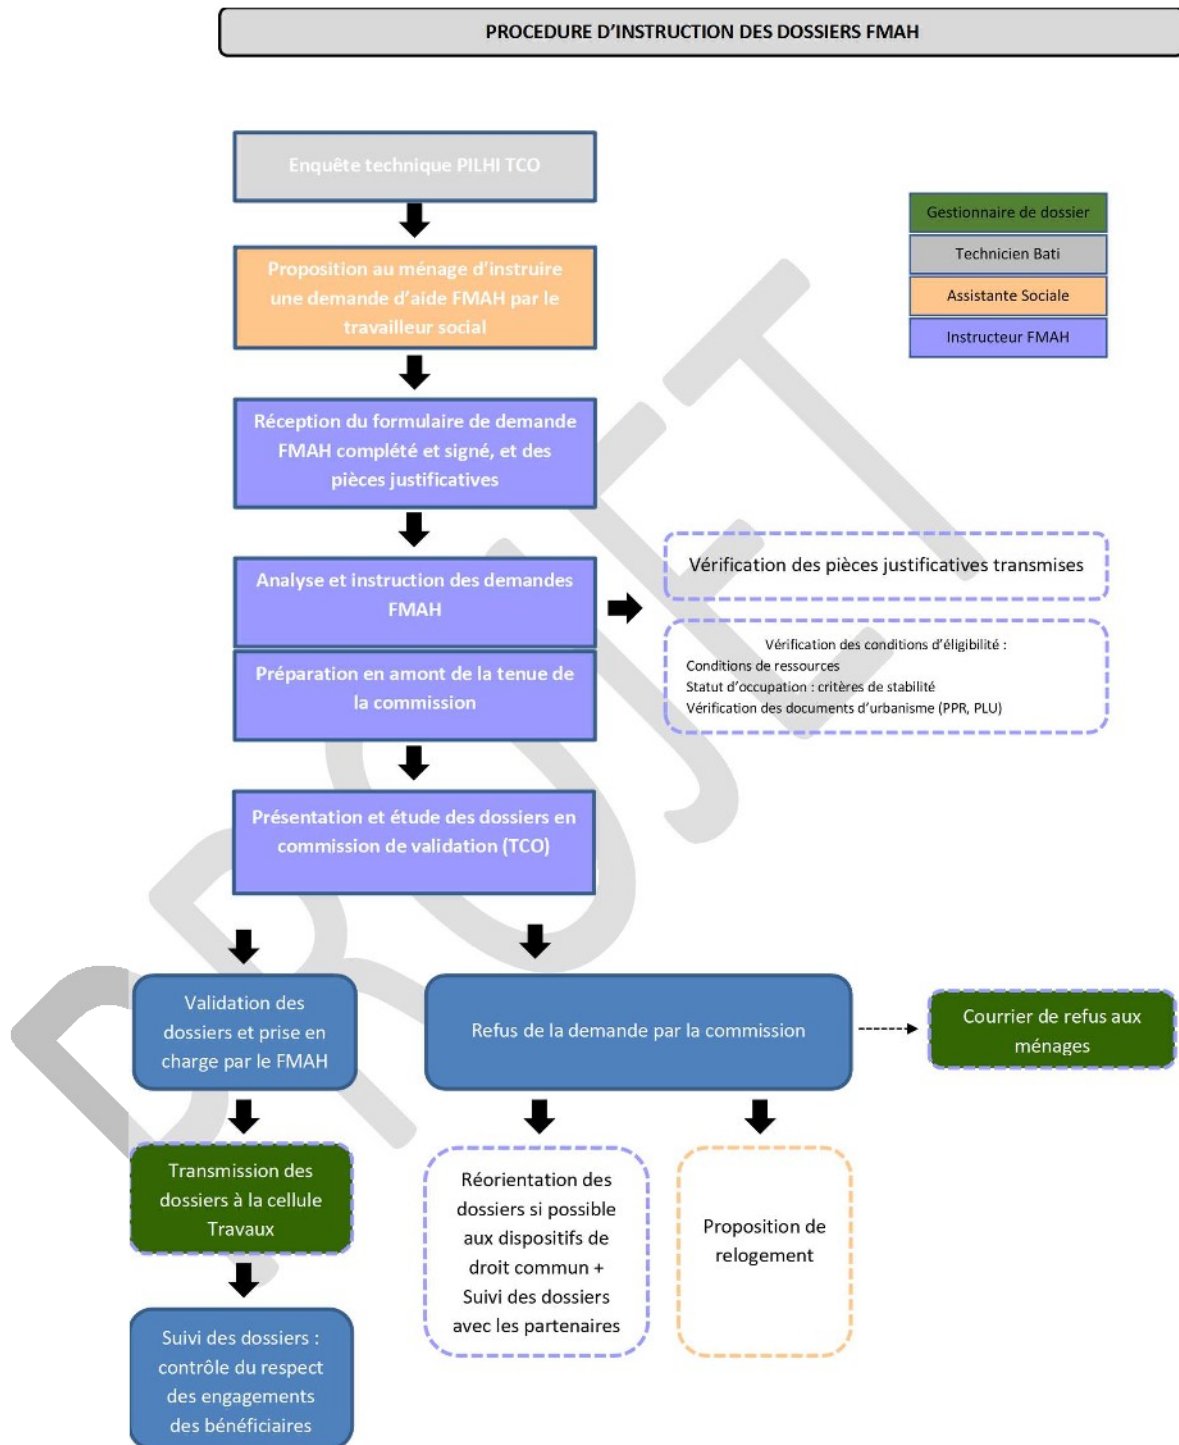 PROCEDURE D’INSTRUCTION DES DOSSIERS FMAH
Enquête technique PILHI TCO
Gestionnaire de dossier
Technicien Bati
Assistante Sociale
Instructeur FMAH
Proposition au ménage d’instruire
une demande d’aide FMAH par le
travailleur social
Réception du formulaire de demande
FMAH complété et signé, et des
pièces justificatives
Analyse et instruction des demandes
FMAH
Vérification des pièces justificatives transmises
Vérification des conditions d’éligibilité :
Conditions de ressources
Statut d’occupation : critères de stabilité
Vérification des documents d’urbanisme (PPR, PLU)
Préparation en amont de la tenue de
la commission
Présentation et étude des dossiers en
commission de validation (TCO)
Validation des
dossiers et prise en
charge par le FMAH
Refus de la demande par la commission
Courrier de refus aux
ménages
Transmission des
dossiers à la cellule
Travaux
Réorientation des
dossiers si possible
aux dispositifs de
droit commun +
Suivi des dossiers
avec les partenaires
Proposition de
relogement
Suivi des dossiers :
contrôle du respect
des engagements
des bénéficiaires
PROJET